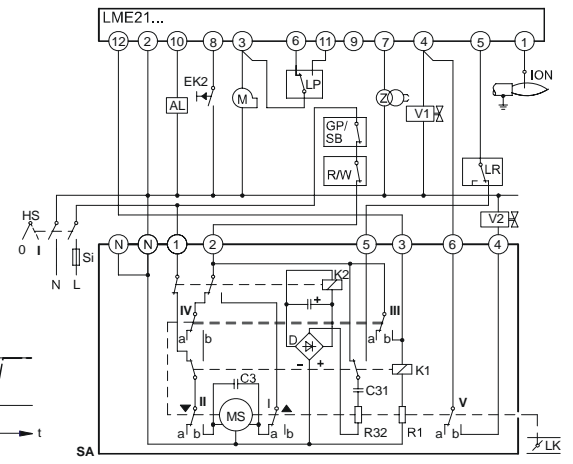 LME21...
12 2 10 8 3 6 11 9 7 4 5 1
ION
EK2
LP
AL
M
GP/
SB
Z
V1
R/W
LR
HS
V2
0 I
Si
N N 1 2 5 3 6 4
N L
K2
+
IV
III
a b
D
a b
- +
K1
C3
C31
II
I
V
MS
a b
a b
R32
R1
a b
t
SA
LK